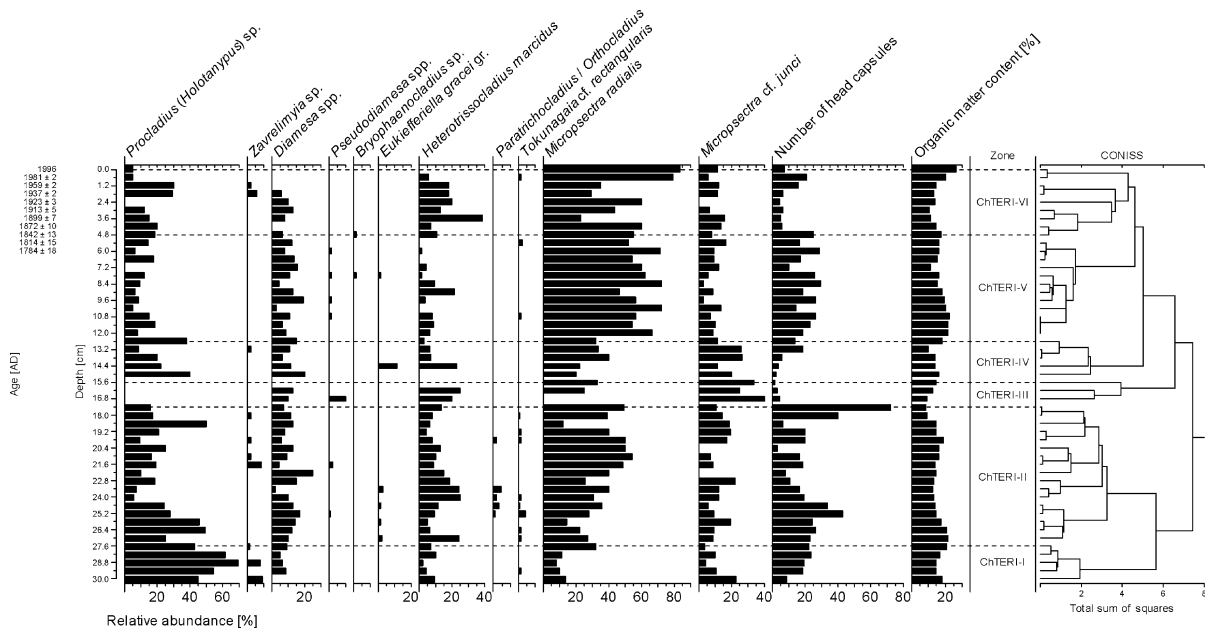 Procladius (Holotanypus) sp.
Zavrelimyia sp.
Diamesa spp.
Pseudodiamesa spp.
Bryophaenocladius sp.
Eukiefferiella gracei gr.
Heterotrissocladius marcidus
Paratrichocladius / Orthocladius
Tokunagaia cf. rectangularis
Micropsectra radialis
Micropsectra cf. junci
Number of head capsules
Organic matter content [%]
Zone
CONISS
Age [AD]
1996
1981 ± 2
1959 ± 2
1937 ± 2
1923 ± 3
1913 ± 5
1899 ± 7
1872 ± 10
1842 ± 13
1814 ± 15
1784 ± 18
Depth [cm]
0.0
1.2
2.4
3.6
4.8
6.0
7.2
8.4
9.6
10.8
12.0
13.2
14.4
15.6
16.8
18.0
19.2
20.4
21.6
22.8
24.0
25.2
26.4
27.6
28.8
30.0
ChTERI-VI
ChTERI-V
ChTERI-IV
ChTERI-III
ChTERI-II
ChTERI-I
20 40 60 20 20 20 20 20 20 40 20 20 20 40 60 80 20 40 20 40 60 80 20 0 2 4 6 8
Relative abundance [%]
Total sum of squares